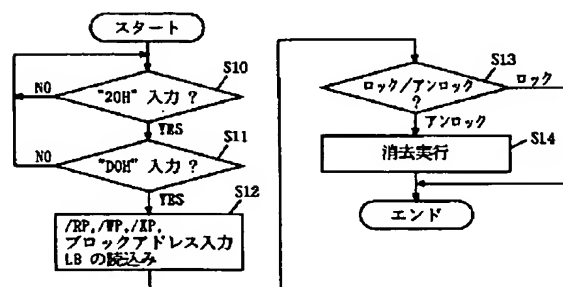 スタート
S10
"20H" 入力 ?
NO
YES
S11
"D0H" 入力 ?
NO
YES
S12
/RP,/WP,/XP,
ブロックアドレス入力
LB の読込み
S13
ロック/アンロック
?
ロック
アンロック
S14
消去実行
エンド